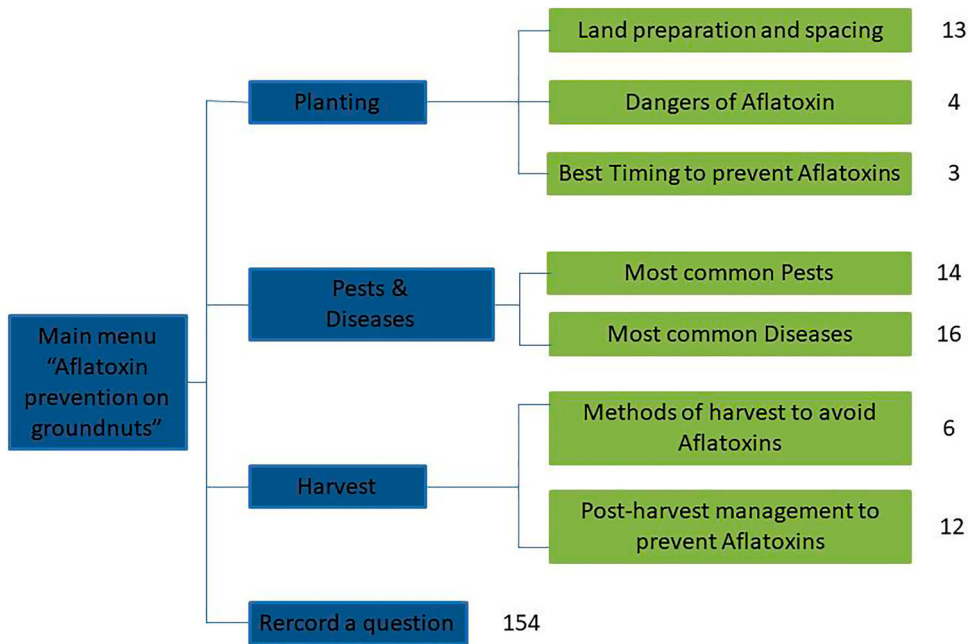 Land preparation and spacing 13
Planting
Dangers of Aflatoxin 4
Best Timing to prevent Aflatoxins 3
Pests &
Diseases
Most common Pests 14
Most common Diseases 16
Main menu
“Aflatoxin
prevention on
groundnuts”
Methods of harvest to avoid
Aflatoxins
6
Harvest
Post-harvest management to
prevent Aflatoxins
12
Rercord a question 154